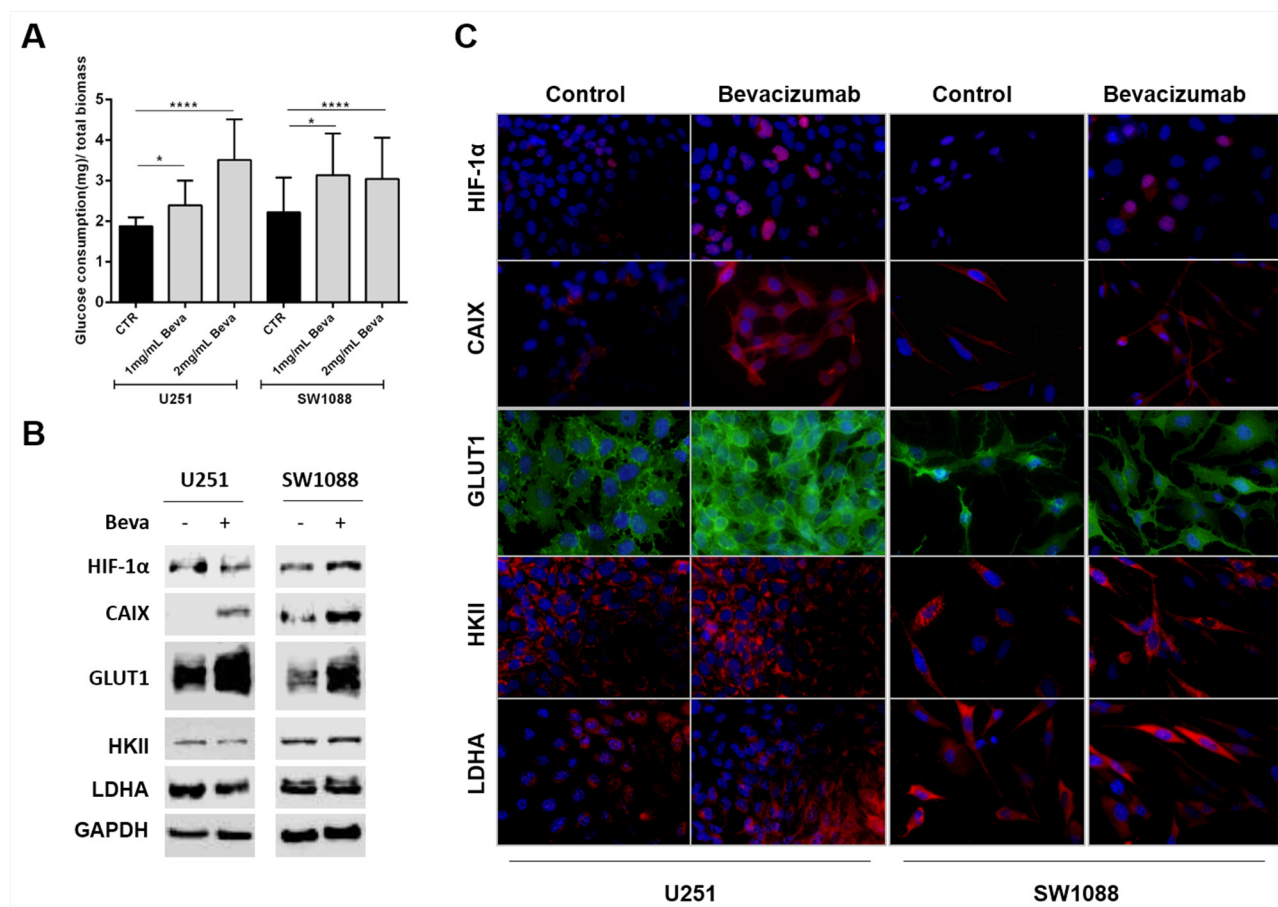 A
Glucose consumption(mg)/ total biomass
5
4
3
2
1
0
****
*
****
*
CTR
1mg/mL Beva
2mg/mL Beva
CTR
1mg/mL Beva
2mg/mL Beva
U251
SW1088
B
U251
SW1088
Beva
-
+
-
+
HIF-1α
CAIX
GLUT1
HKII
LDHA
GAPDH
C
Control
Bevacizumab
Control
Bevacizumab
HIF-1α
CAIX
GLUT1
HKII
LDHA
U251
SW1088